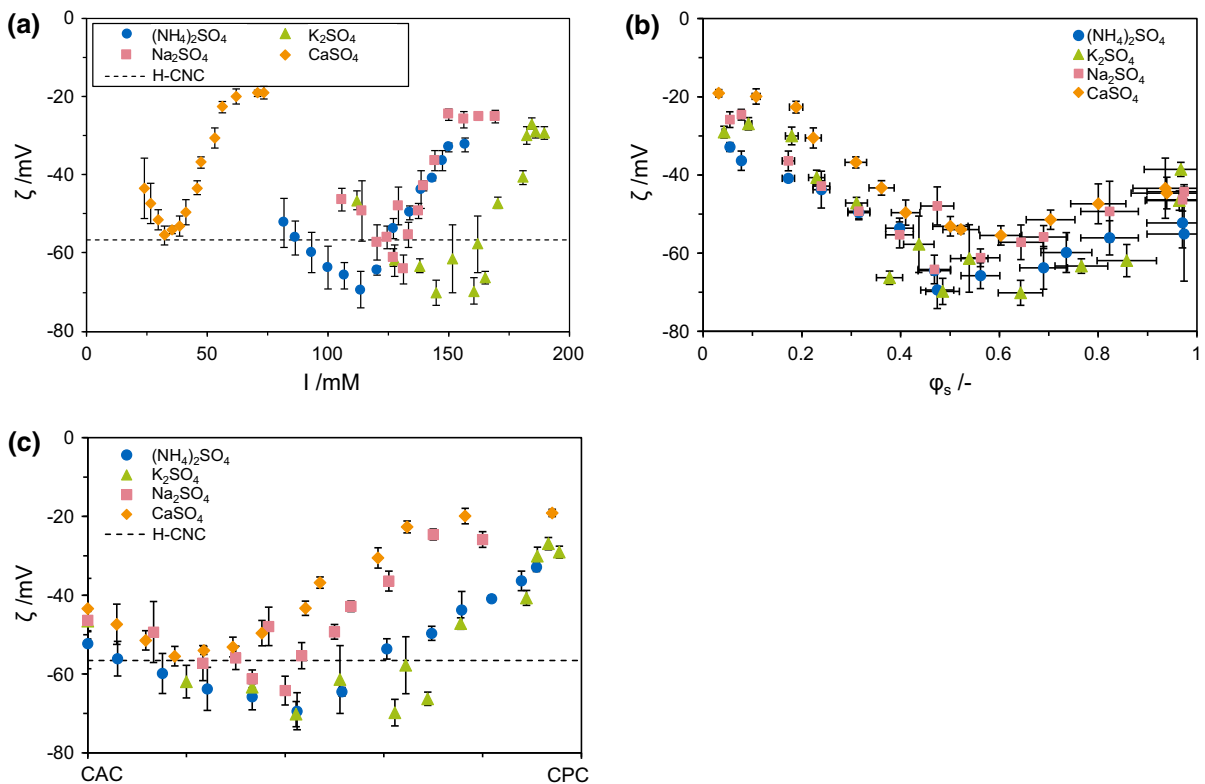 (a)
0
-20
-40
-60
-80
ζ /mV
(NH₄)₂SO₄
K₂SO₄
Na₂SO₄
CaSO₄
H-CNC
0
50
100
150
200
I /mM
(b)
0
-20
-40
-60
-80
ζ /mV
(NH₄)₂SO₄
K₂SO₄
Na₂SO₄
CaSO₄
0
0.2
0.4
0.6
0.8
1
φₛ /-
(c)
0
-20
-40
-60
-80
ζ /mV
(NH₄)₂SO₄
K₂SO₄
Na₂SO₄
CaSO₄
H-CNC
CAC
CPC